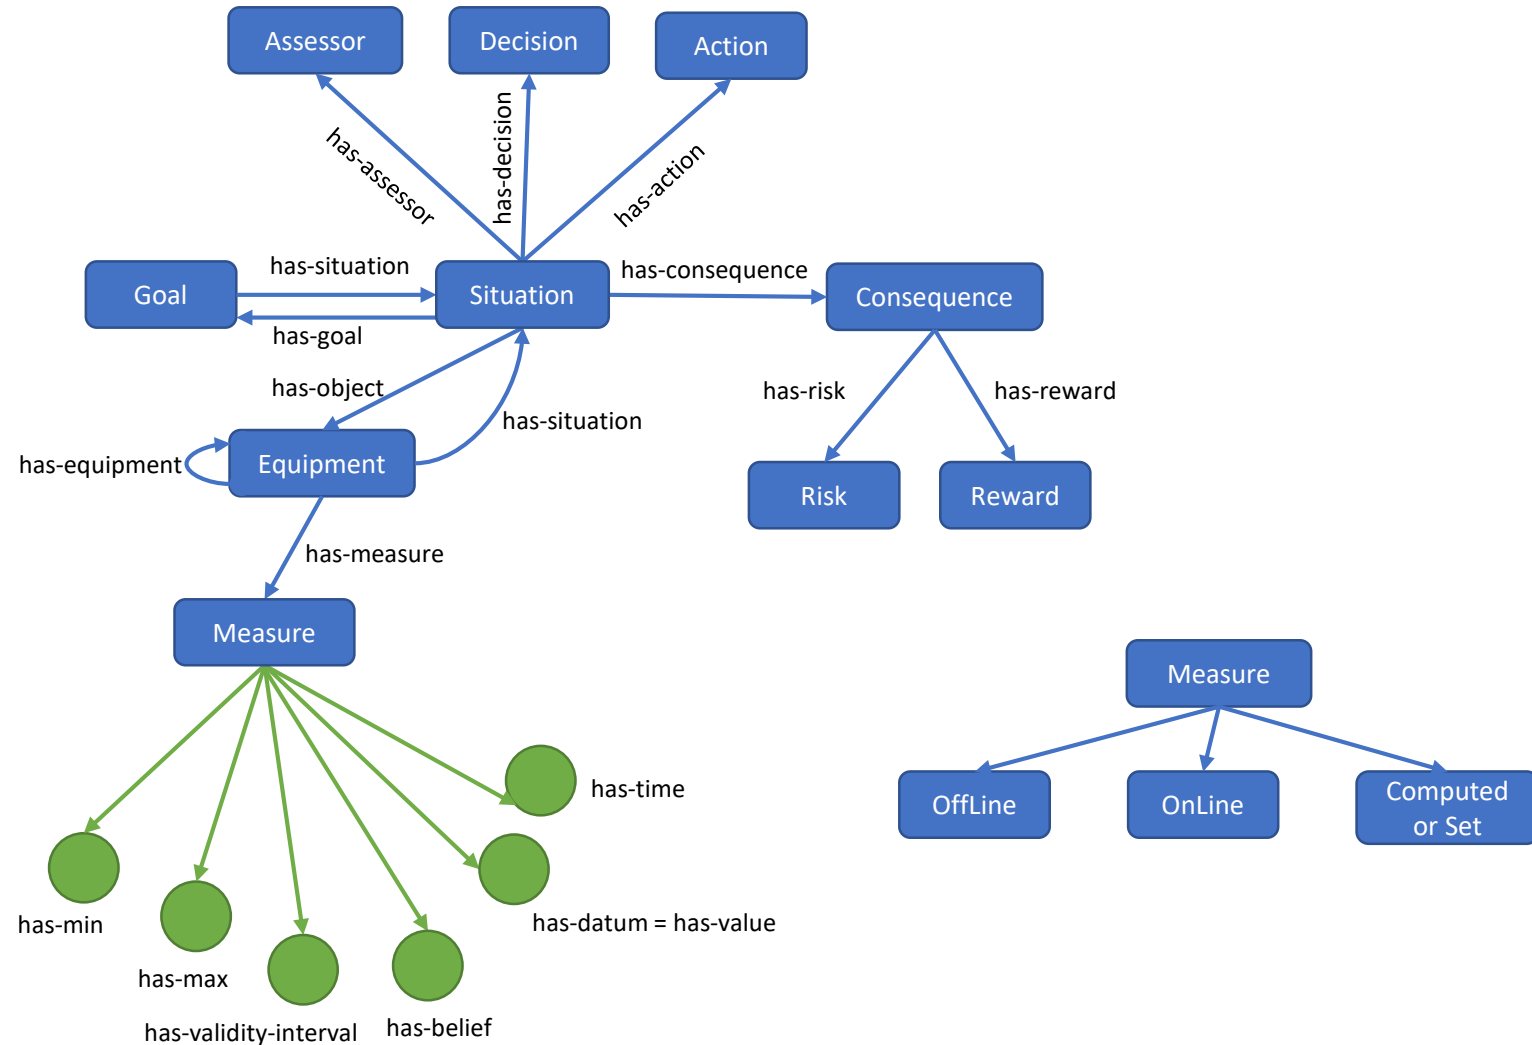 Assessor
Decision
Action
has-assessor
has-decision
has-action
Goal
has-situation
Situation
has-consequence
Consequence
has-goal
has-object
has-situation
has-risk
has-reward
has-equipment
Equipment
Risk
Reward
has-measure
Measure
Measure
OffLine
OnLine
Computed
or Set
has-time
has-datum = has-value
has-min
has-max
has-validity-interval
has-belief